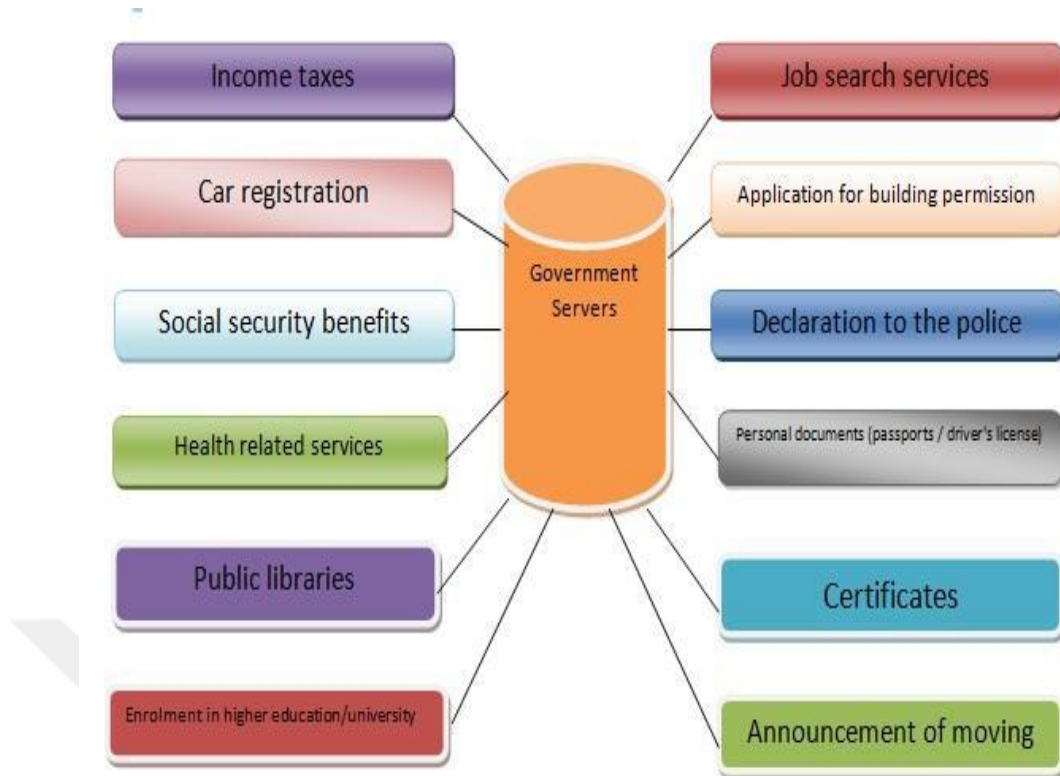 Income taxes
Job search services
Car registration
Application for building permission
Government
Servers
Social security benefits
Declaration to the police
Health related services
Personal documents (passports / driver's license)
Public libraries
Certificates
Enrolment in higher education/university
Announcement of moving